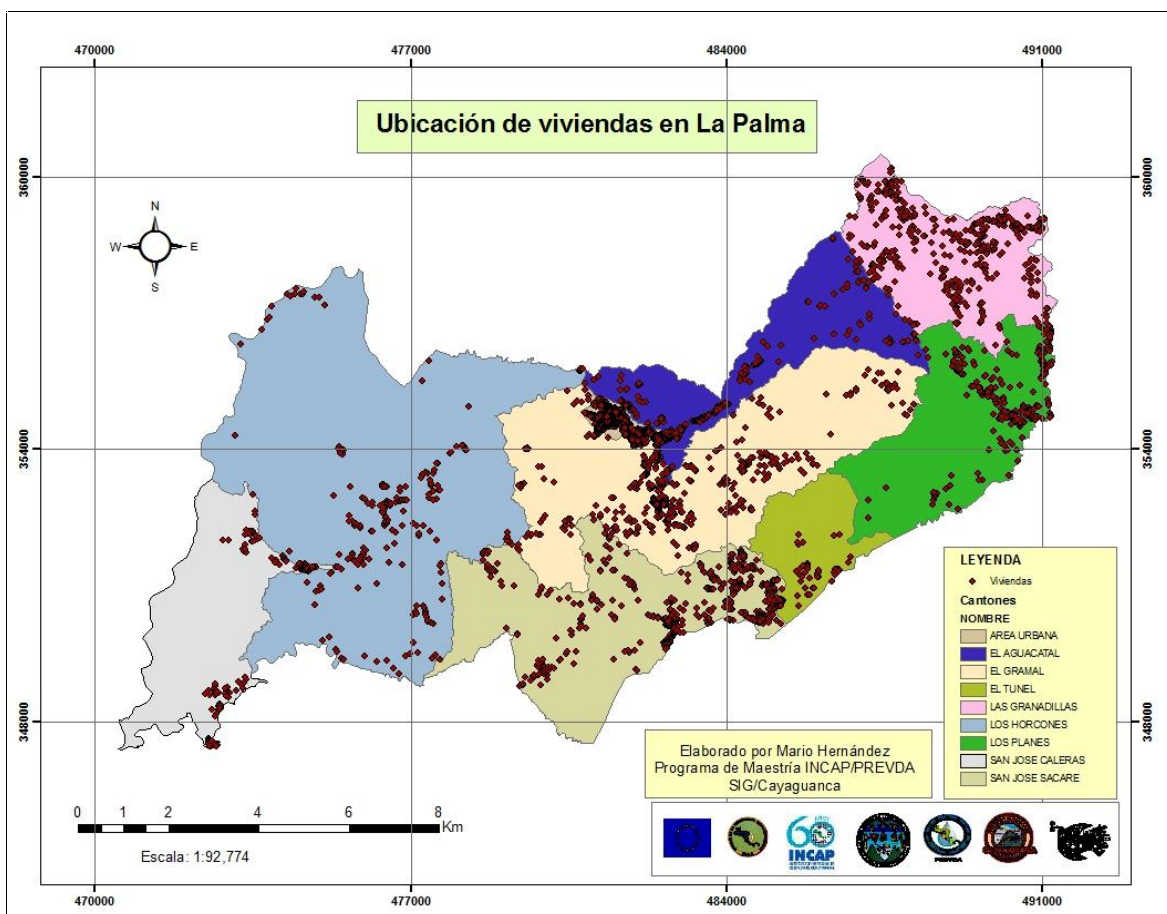 470000
477000
484000
491000
Ubicación de viviendas en La Palma
360000
360000
N
W
E
S
354000
354000
LEYENDA
Viviendas
Cantones
NOMBRE
AREA URBANA
EL AGUACATAL
EL GRAMAL
EL TUNEL
LAS GRANADILLAS
LOS HORCONES
LOS PLANES
SAN JOSE CALERAS
SAN JOSE SACARE
348000
348000
Elaborado por Mario Hernández
Programa de Maestría INCAP/PREVDA
SIG/Cayaguanca
0 1 2 4 6 8
Km
Escala: 1:92,774
60
INCAP
PREVDA
470000
477000
484000
491000